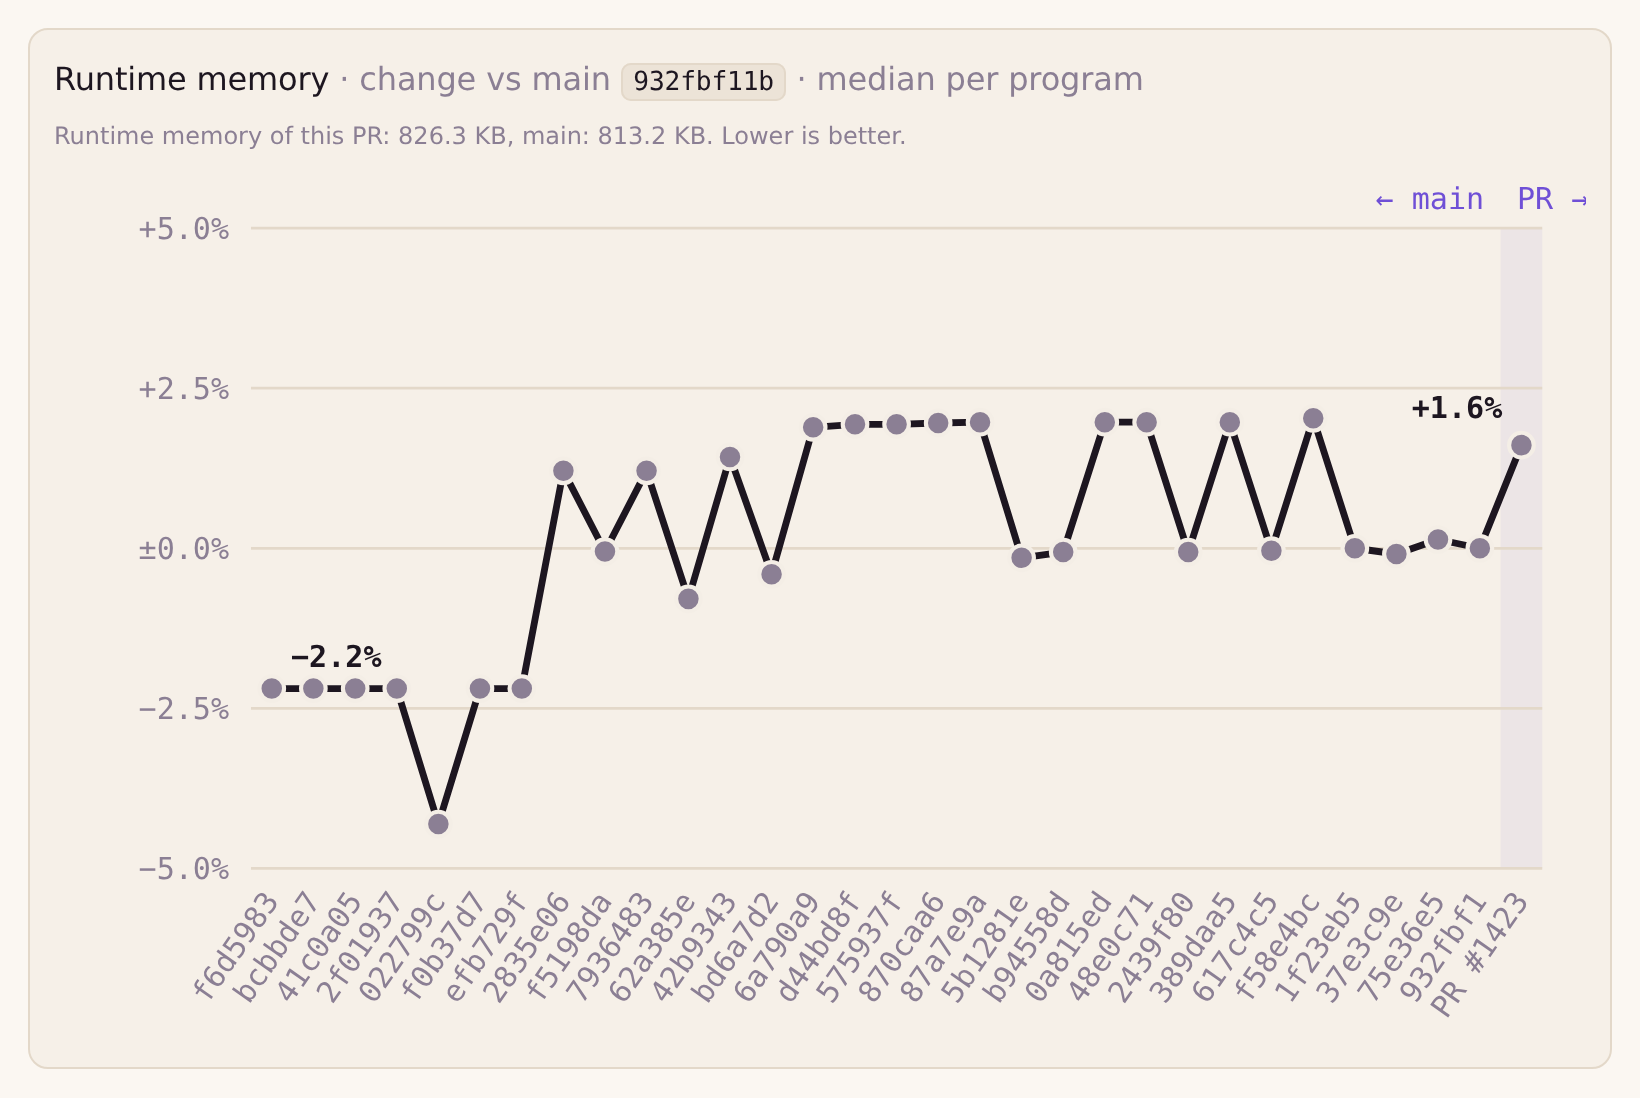 Runtime memory · change vs main 932fbf11b · median per program
Runtime memory of this PR: 826.3 KB, main: 813.2 KB. Lower is better.
← main PR →
+5.0%
+2.5%
+1.6%
±0.0%
−2.2%
−2.5%
−5.0%
f6d5983
bcbbde7
41c0a05
2f01937
022799c
f0b37d7
efb729f
2835e06
f5198da
7936483
62a385e
42b9343
bd6a7d2
6a790a9
d44bd8f
575937f
870caa6
87a7e9a
5b1281e
b94558d
0a815ed
48e0c71
2439f80
389daa5
617c4c5
f58e4bc
1f23eb5
37e3c9e
75e36e5
932fbf1
PR #1423